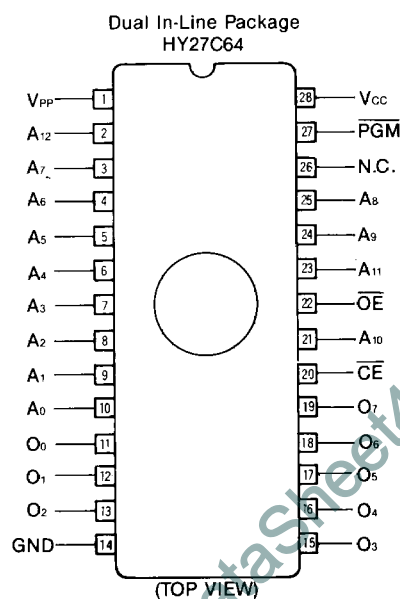 Dual In-Line Package
HY27C64
VPP 1 28 VCC
A12 2 27 PGM
A7 3 26 N.C.
A6 4 25 A8
A5 5 24 A9
A4 6 23 A11
A3 7 22 OE
A2 8 21 A10
A1 9 20 CE
A0 10 19 O7
O0 11 18 O6
O1 12 17 O5
O2 13 16 O4
GND 14 15 O3
(TOP VIEW)
ataSheet4